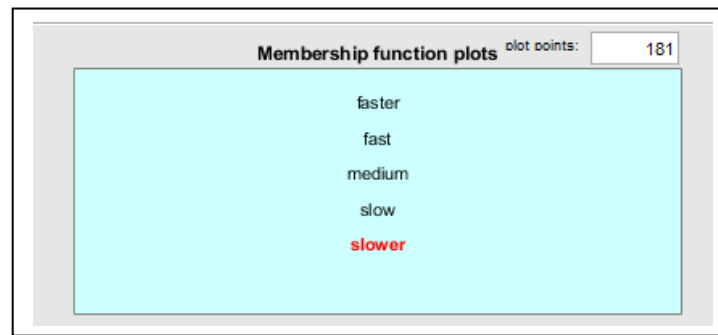 Membership function plots plot points: 181
faster
fast
medium
slow
slower